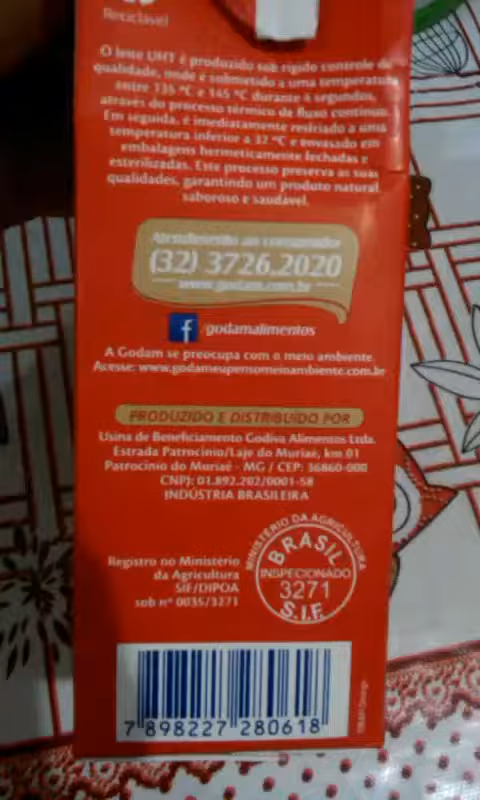 Reciclável
O leite UHT é produzido sob rígido controle de
qualidade, onde é submetido a uma temperatura
entre 135 °C e 145 °C durante 4 segundos,
através do processo térmico de fluxo contínuo.
Em seguida, é imediatamente resfriado a uma
temperatura inferior a 32 °C e envasado em
embalagens hermeticamente fechadas e
esterilizadas. Este processo preserva as suas
qualidades, garantindo um produto natural,
saboroso e saudável.
Atendimento ao consumidor
(32) 3726.2020
www.godam.com.br
f /godamalimentos
A Godam se preocupa com o meio ambiente.
Acesse: www.godameupensomeioambiente.com.br
PRODUZIDO E DISTRIBUÍDO POR
Usina de Beneficiamento Godiva Alimentos Ltda.
Estrada Patrocínio/Laje do Muriaé, km 01
Patrocínio do Muriaé - MG / CEP: 36860-000
CNPJ: 01.892.202/0001-58
INDÚSTRIA BRASILEIRA
Registro no Ministério
da Agricultura
SIF/DIPOA
sob nº 0035/3271
MINISTÉRIO DA AGRICULTURA
BRASIL
INSPECIONADO
3271
S.I.F.
7 898227 280618